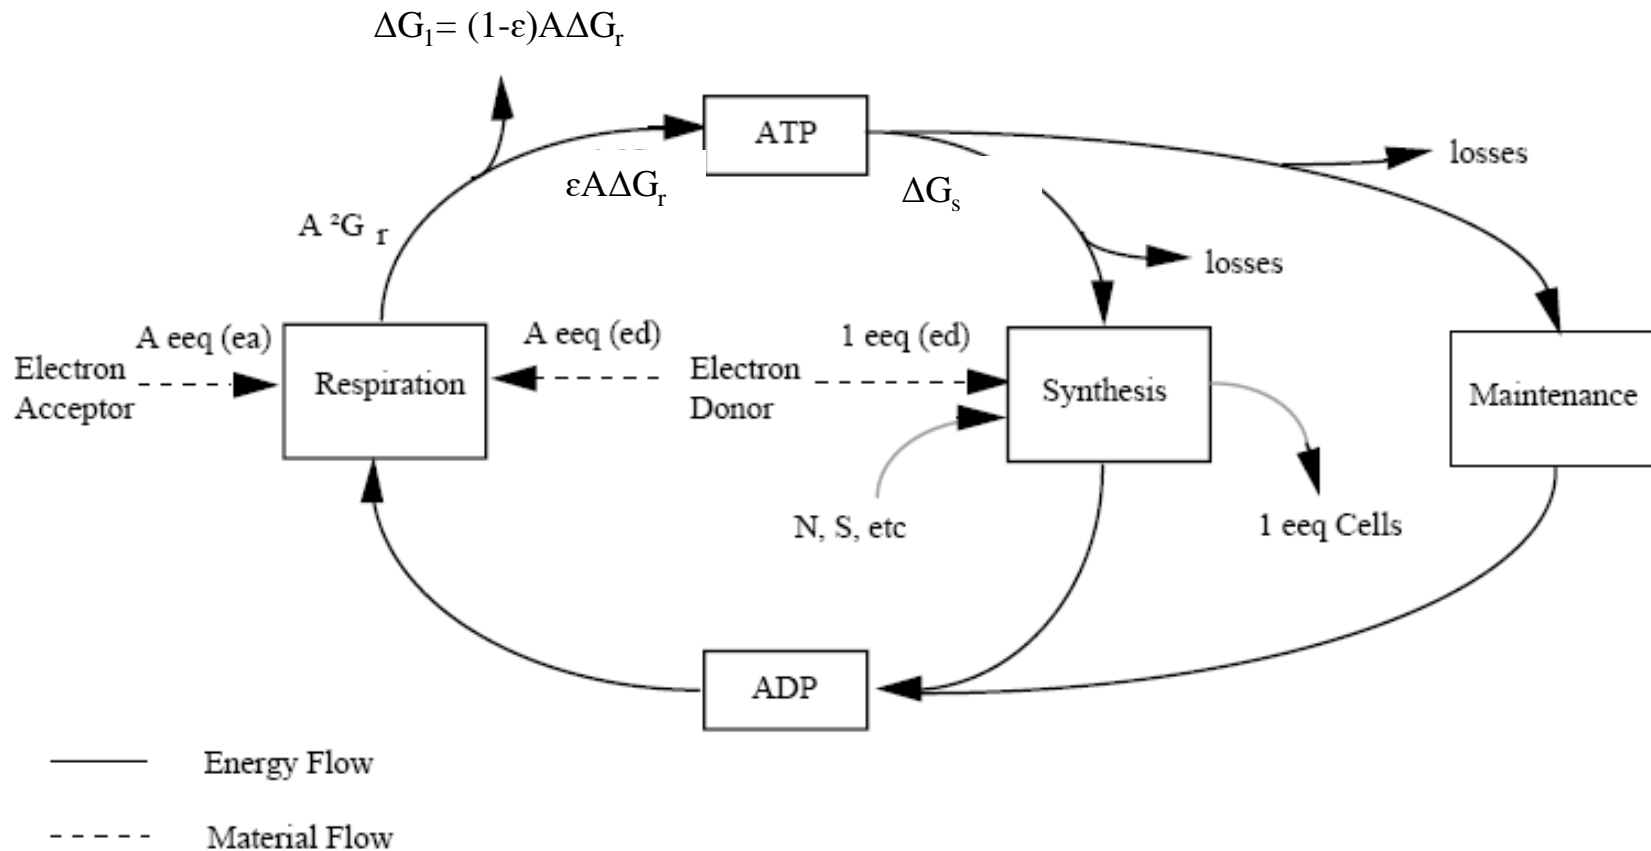 ΔG₁= (1-ε)AΔGᵣ
ATP
losses
εAΔGᵣ
ΔGₛ
A ²G r
losses
A eeq (ea)
A eeq (ed)
1 eeq (ed)
Electron
Acceptor
Respiration
Electron
Donor
Synthesis
Maintenance
N, S, etc
1 eeq Cells
ADP
Energy Flow
Material Flow